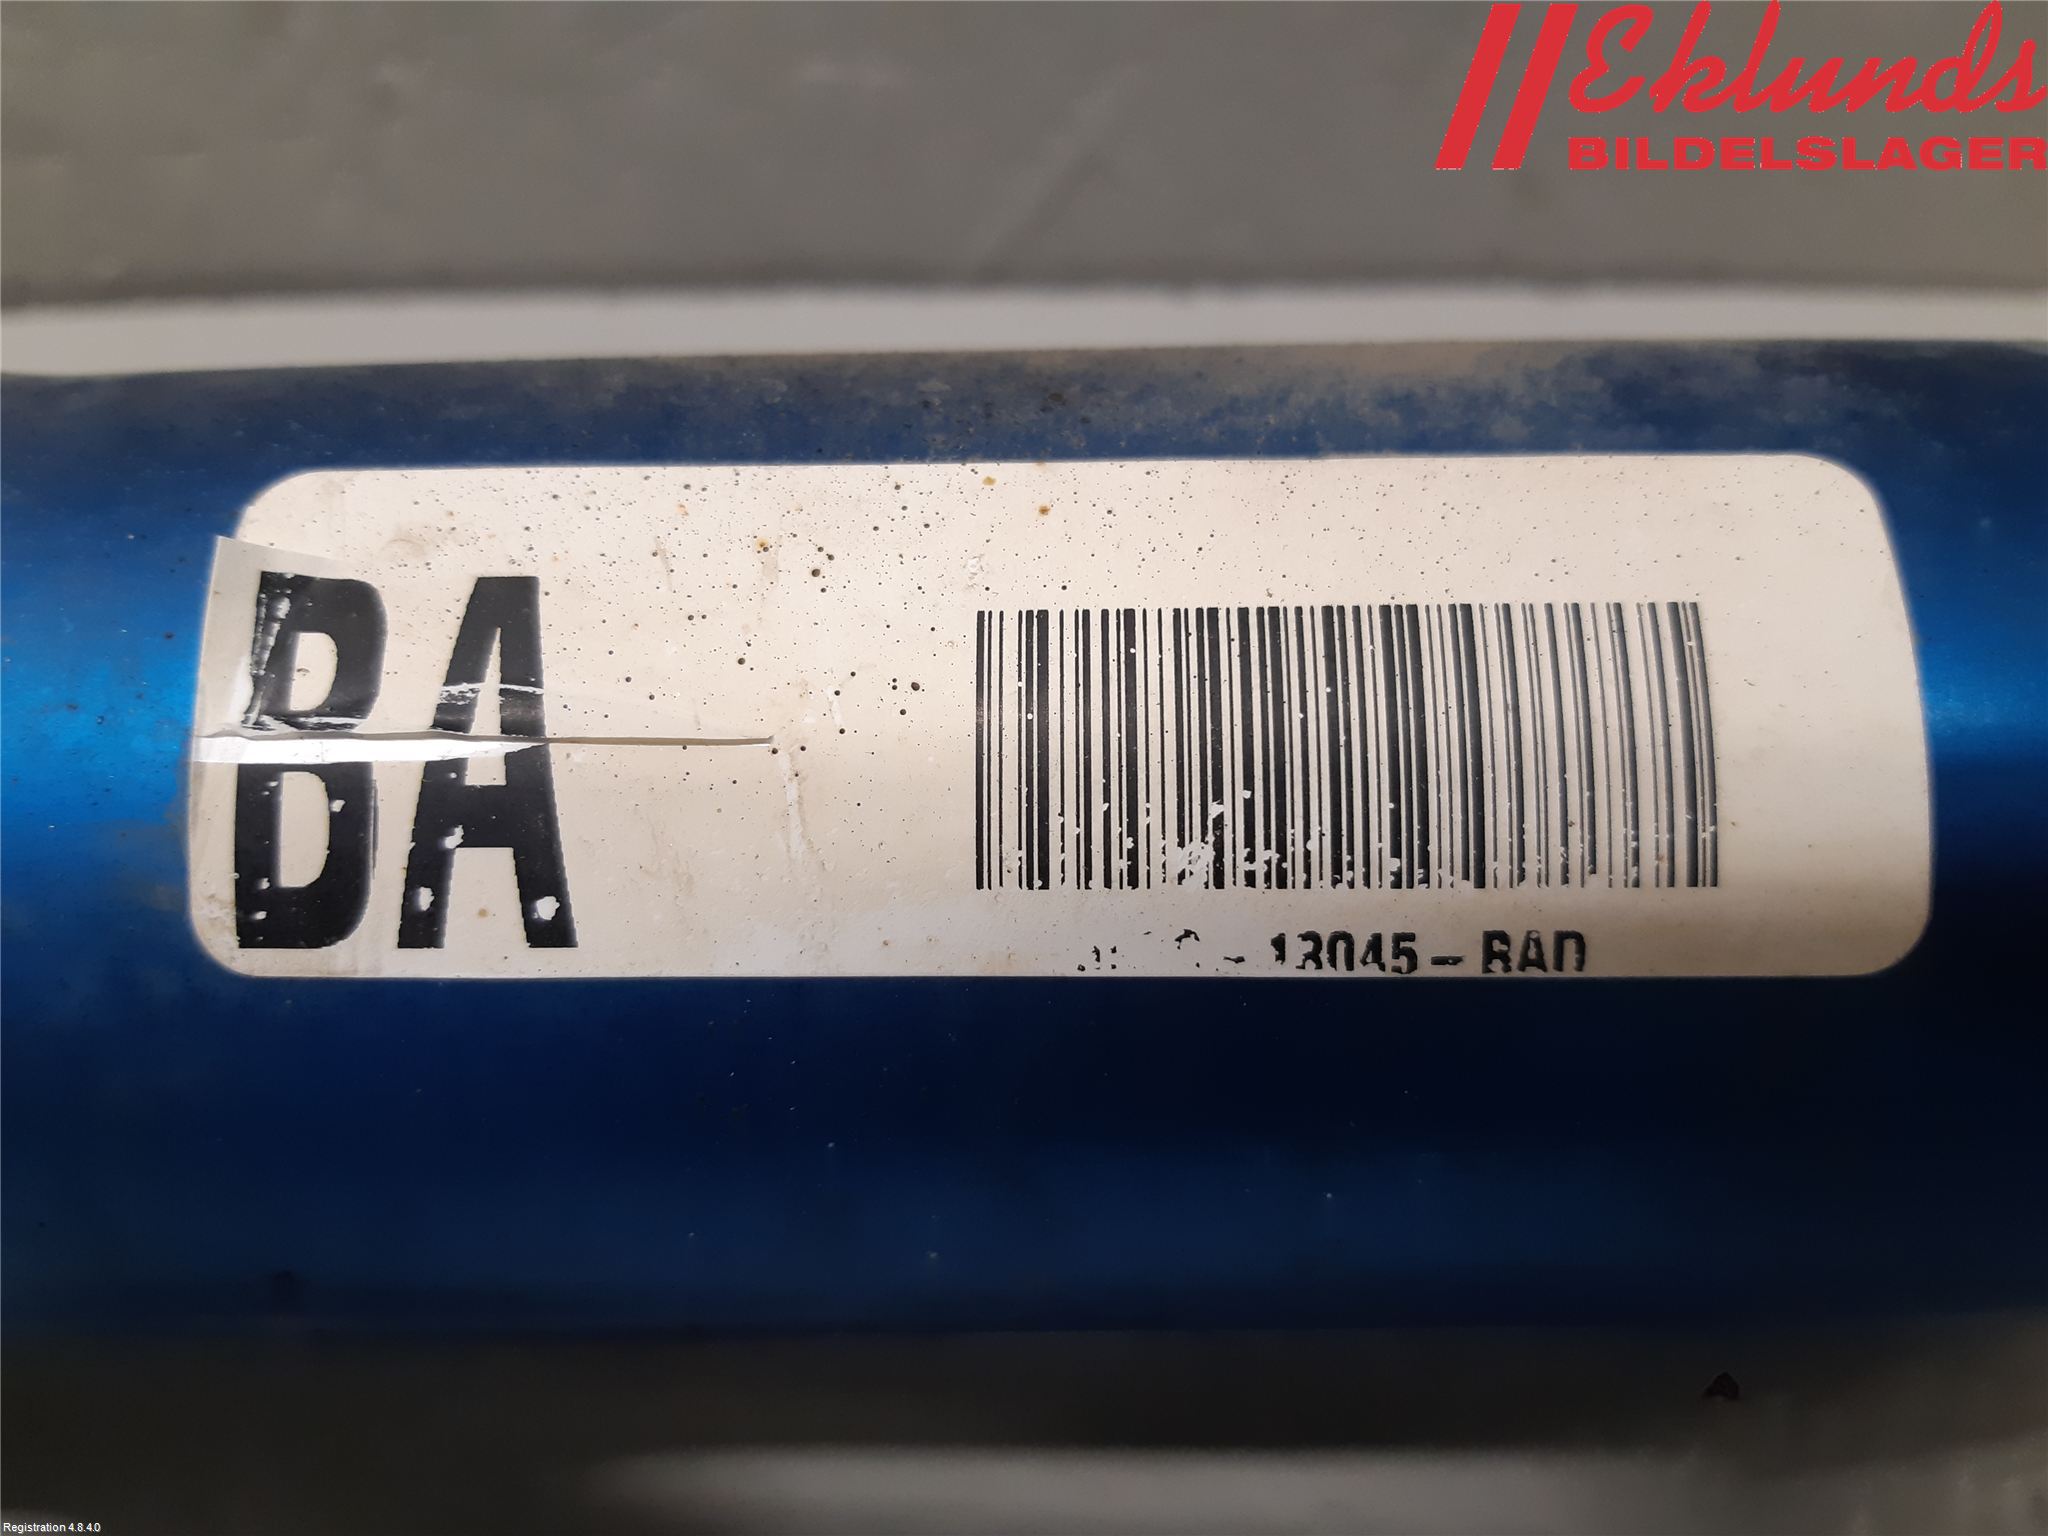 Eklunds
BILDELSLAGER
BA
-13045-BAD
Registration 4.8.4.0